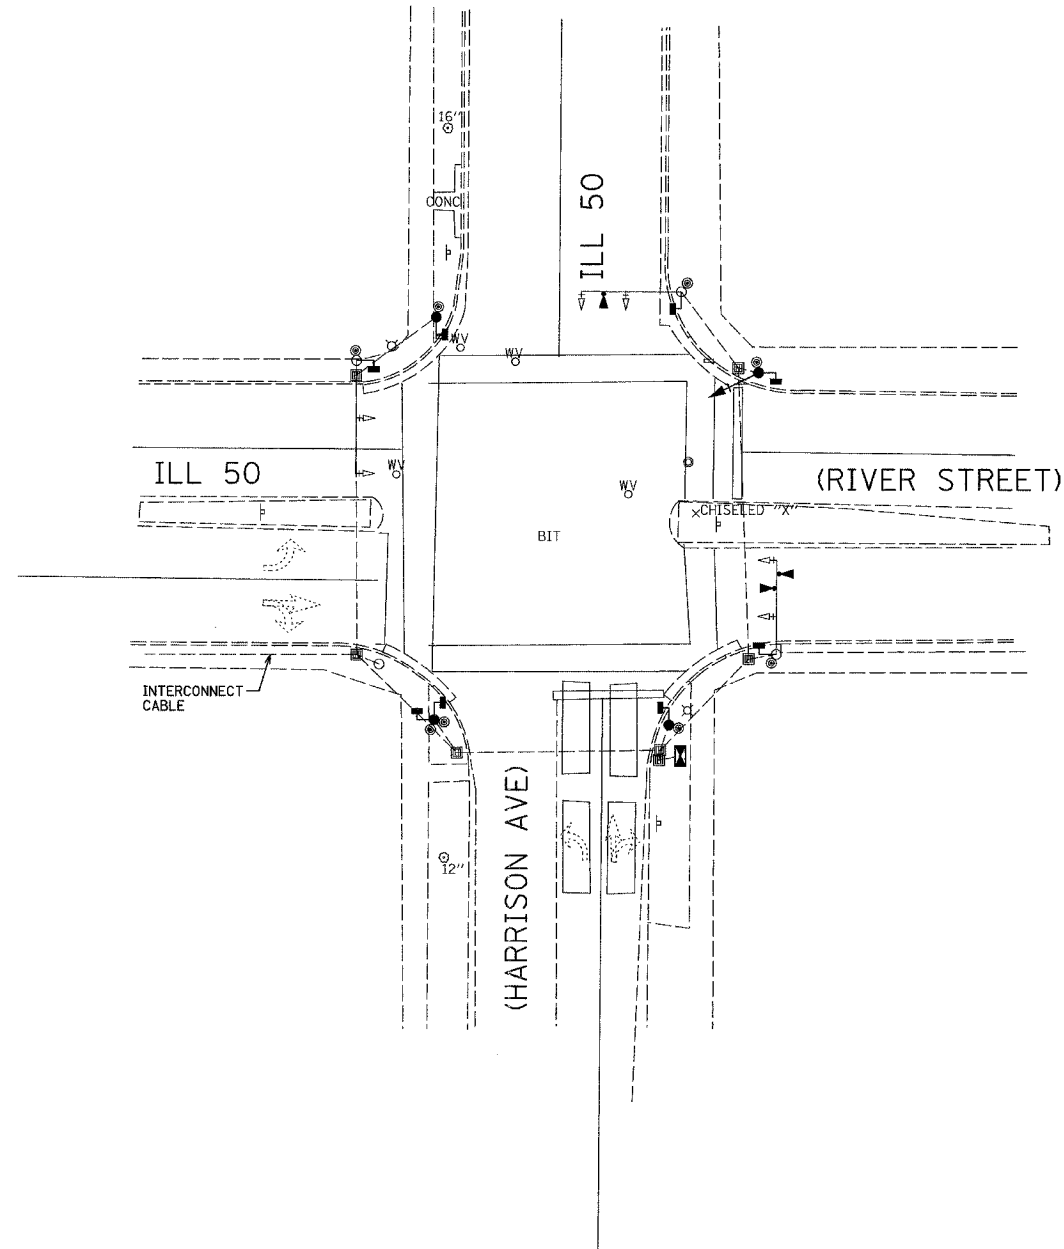 16"
CONC
ILL 50
WV
WV
ILL 50
WV
(RIVER STREET)
WV
CHISELED "X"
BIT
INTERCONNECT
CABLE
(HARRISON AVE)
12"